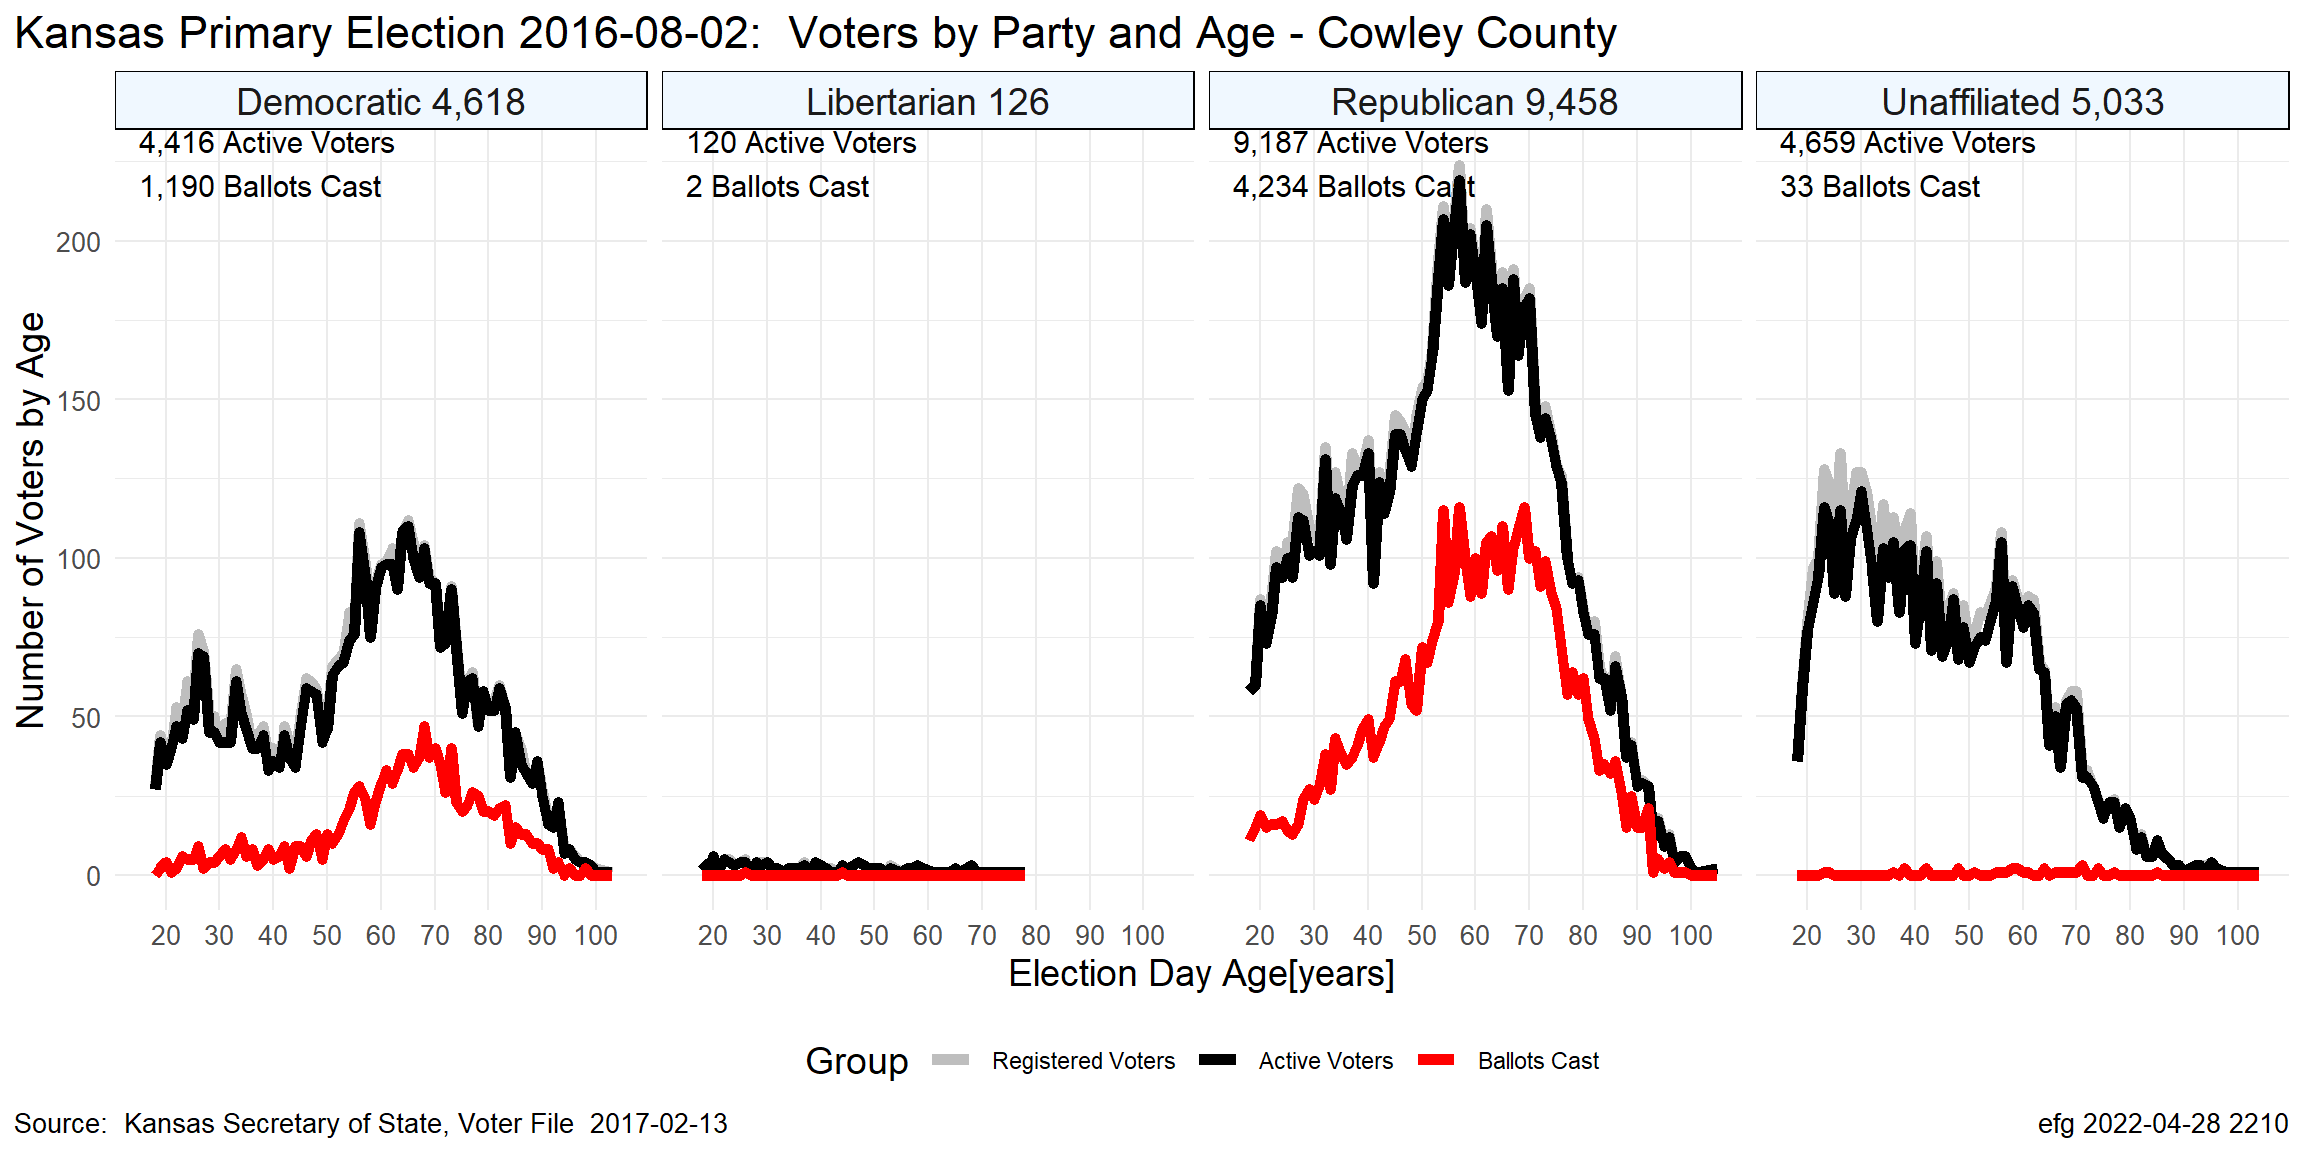 Kansas Primary Election 2016-08-02:  Voters by Party and Age - Cowley County
Democratic 4,618
Libertarian 126
Republican 9,458
Unaffiliated 5,033
4,416 Active Voters
1,190 Ballots Cast
120 Active Voters
2 Ballots Cast
9,187 Active Voters
4,234 Ballots Cast
4,659 Active Voters
33 Ballots Cast
Number of Voters by Age
200
150
100
50
0
20 30 40 50 60 70 80 90 100
20 30 40 50 60 70 80 90 100
20 30 40 50 60 70 80 90 100
20 30 40 50 60 70 80 90 100
Election Day Age[years]
Group Registered Voters Active Voters Ballots Cast
Source:  Kansas Secretary of State, Voter File  2017-02-13
efg 2022-04-28 2210